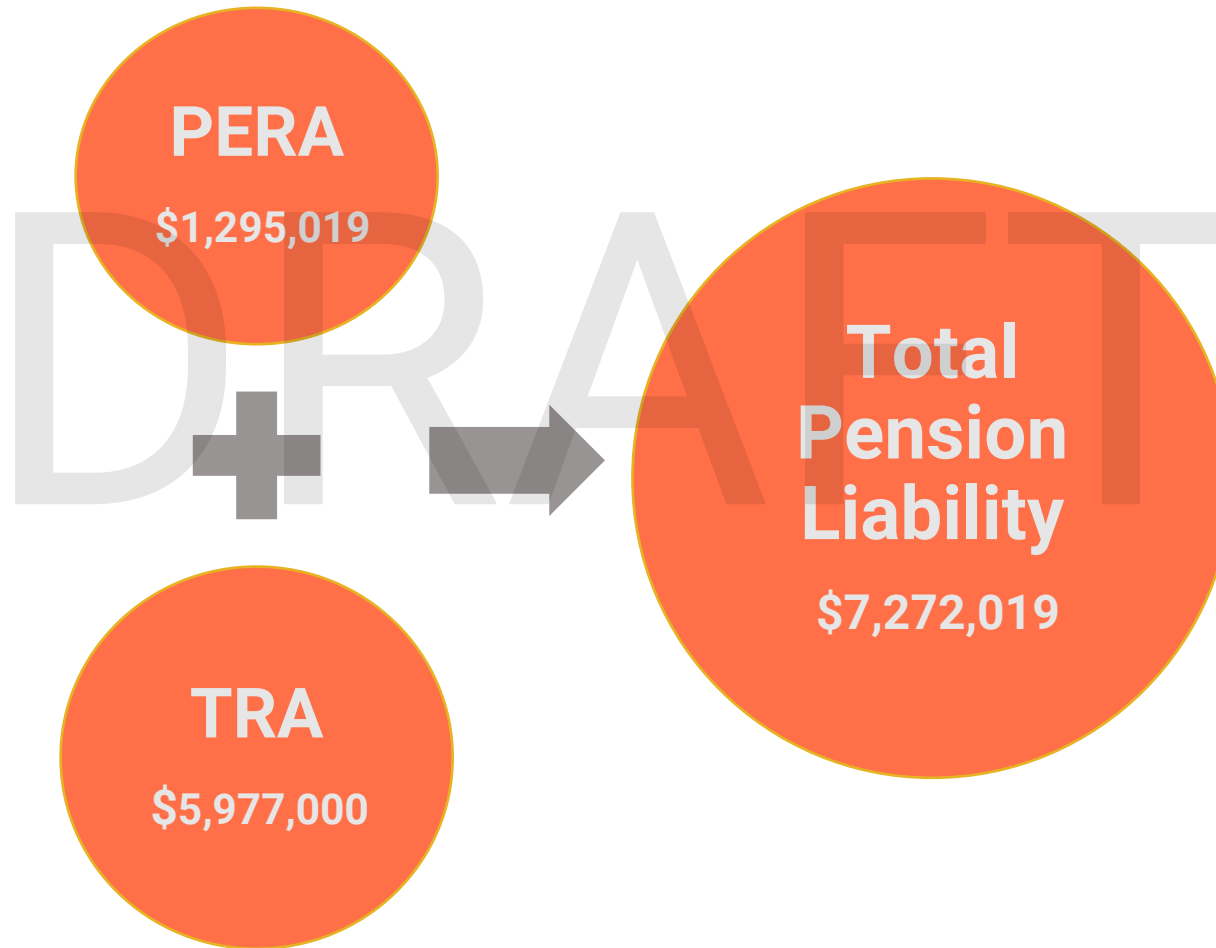 PERA
$1,295,019
DRAFT
TRA
$5,977,000
Total
Pension
Liability
$7,272,019